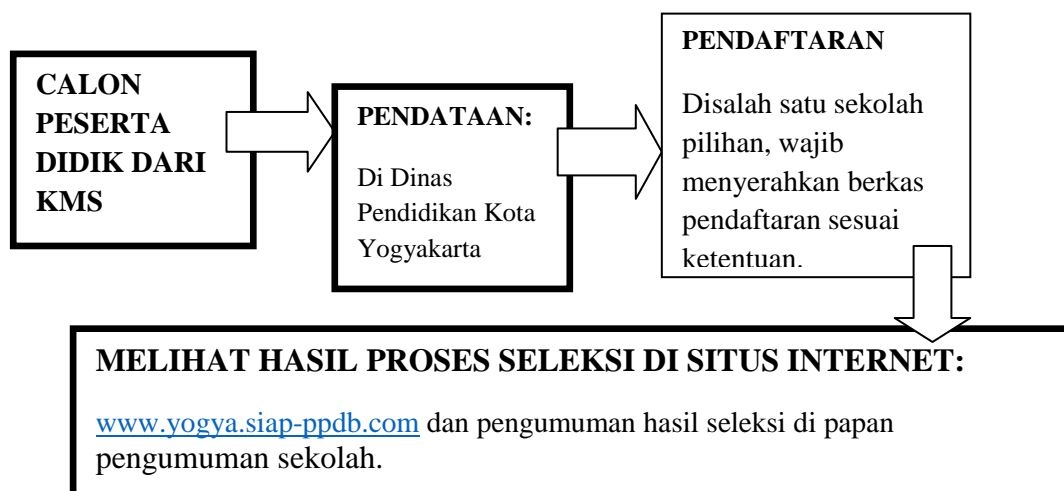 CALON
PESERTA
DIDIK DARI
KMS
PENDATAAN:
Di Dinas
Pendidikan Kota
Yogyakarta
PENDAFTARAN
Disalah satu sekolah
pilihan, wajib
menyerahkan berkas
pendaftaran sesuai
ketentuan.
MELIHAT HASIL PROSES SELEKSI DI SITUS INTERNET:
www.yogya.siap-ppdb.com dan pengumuman hasil seleksi di papan
pengumuman sekolah.